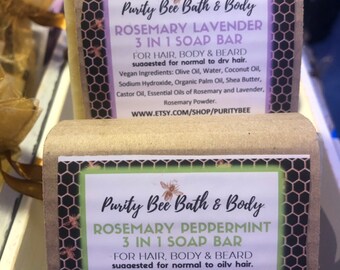 Purity Bee Bath & Body
ROSEMARY LAVENDER
3 IN 1 SOAP BAR
FOR HAIR, BODY & BEARD
suggested for normal to dry hair.
Vegan Ingredients: Olive Oil, Water, Coconut Oil,
Sodium Hydroxide, Organic Palm Oil, Shea Butter,
Castor Oil, Essential Oils of Rosemary and Lavender,
Rosemary Powder.
WWW.ETSY.COM/SHOP/PURITYBEE
Purity Bee Bath & Body
ROSEMARY PEPPERMINT
3 IN 1 SOAP BAR
FOR HAIR, BODY & BEARD
suggested for normal to oily hair.